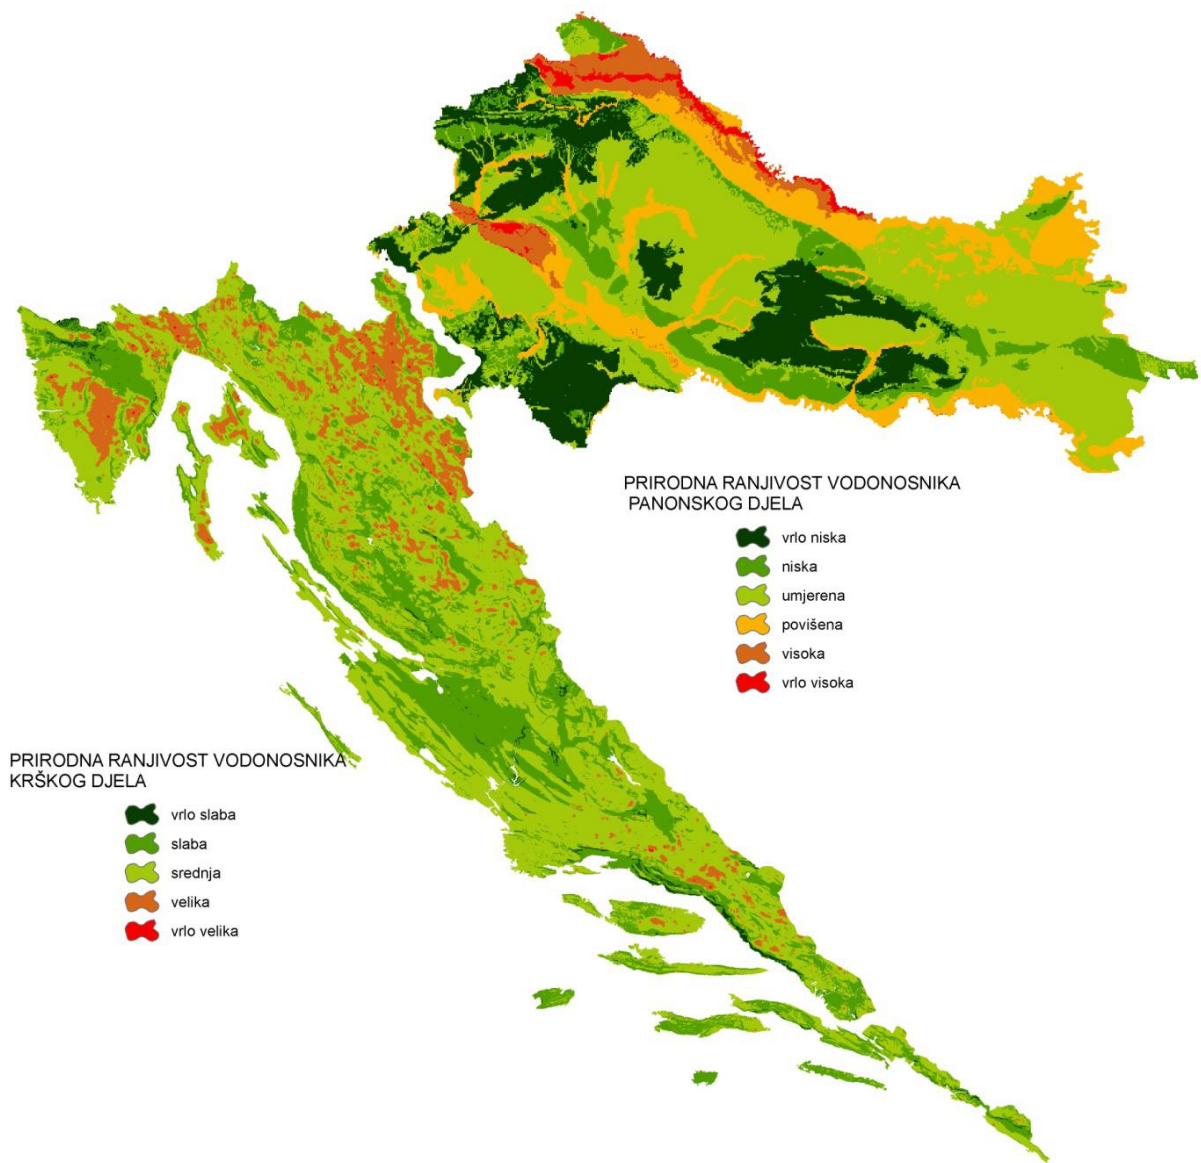 PRIRODNA RANJIVOST VODONOSNIKA
PANONSKOG DJELA
vrlo niska
niska
umjerena
povišena
visoka
vrlo visoka
PRIRODNA RANJIVOST VODONOSNIKA
KRŠKOG DJELA
vrlo slaba
slaba
srednja
velika
vrlo velika